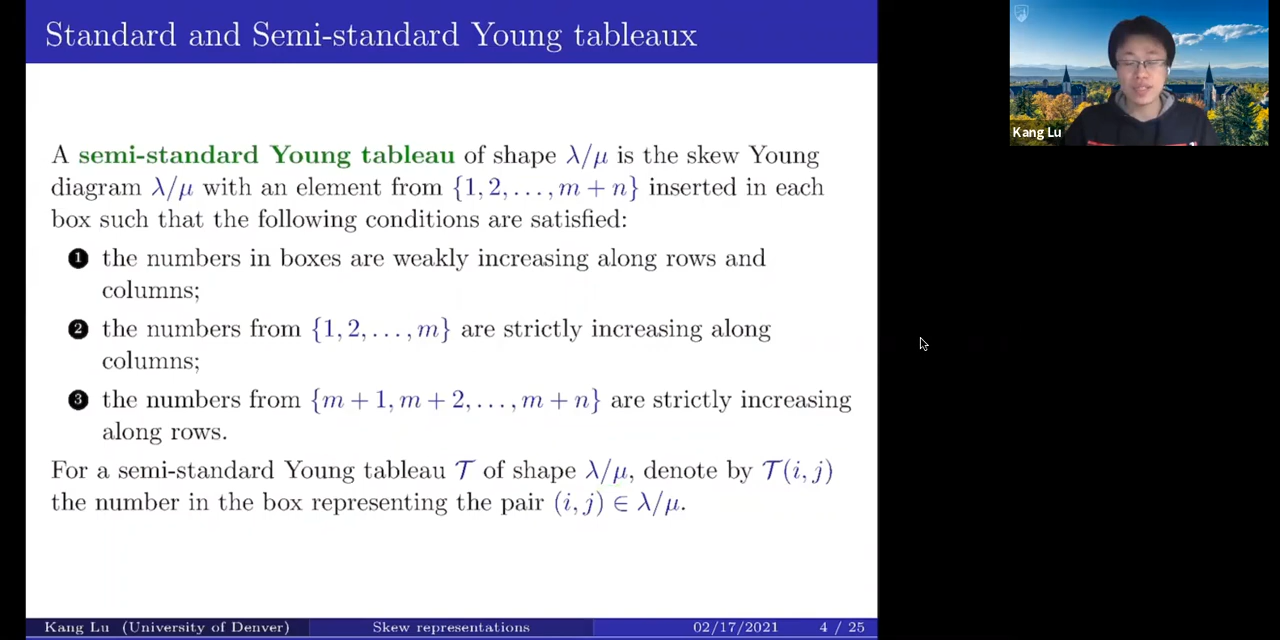 Standard and Semi-standard Young tableaux
A semi-standard Young tableau of shape λ/μ is the skew Young
diagram λ/μ with an element from {1, 2, . . . , m + n} inserted in each
box such that the following conditions are satisfied:
1 the numbers in boxes are weakly increasing along rows and
columns;
2 the numbers from {1, 2, . . . , m} are strictly increasing along
columns;
3 the numbers from {m + 1, m + 2, . . . , m + n} are strictly increasing
along rows.
For a semi-standard Young tableau 𝒯 of shape λ/μ, denote by 𝒯(i, j)
the number in the box representing the pair (i, j) ∈ λ/μ.
Kang Lu (University of Denver) Skew representations 02/17/2021 4 / 25
Kang Lu